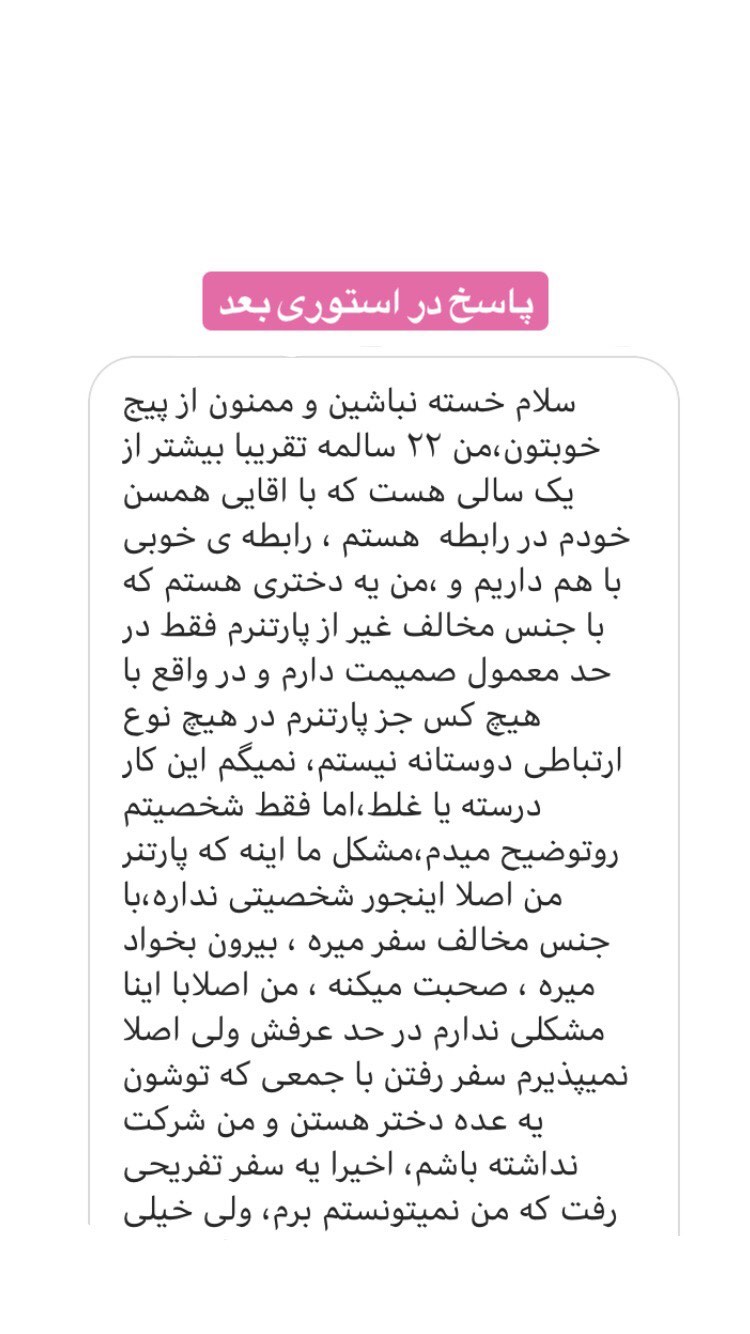 پاسخ در استوری بعد
سلام خسته نباشین و ممنون از پیج
خوبتون،من ۲۲ سالمه تقریبا بیشتر از
یک سالی هست که با اقایی همسن
خودم در رابطه هستم ، رابطه ی خوبی
با هم داریم و ،من یه دختری هستم که
با جنس مخالف غیر از پارتنرم فقط در
حد معمول صمیمت دارم و در واقع با
هیچ کس جز پارتنرم در هیچ نوع
ارتباطی دوستانه نیستم، نمیگم این کار
درسته یا غلط،اما فقط شخصیتم
روتوضیح میدم،مشکل ما اینه که پارتنر
من اصلا اینجور شخصیتی نداره،با
جنس مخالف سفر میره ، بیرون بخواد
میره ، صحبت میکنه ، من اصلابا اینا
مشکلی ندارم در حد عرفش ولی اصلا
نمیپذیرم سفر رفتن با جمعی که توشون
یه عده دختر هستن و من شرکت
نداشته باشم، اخیرا یه سفر تفریحی
رفت که من نمیتونستم برم، ولی خیلی